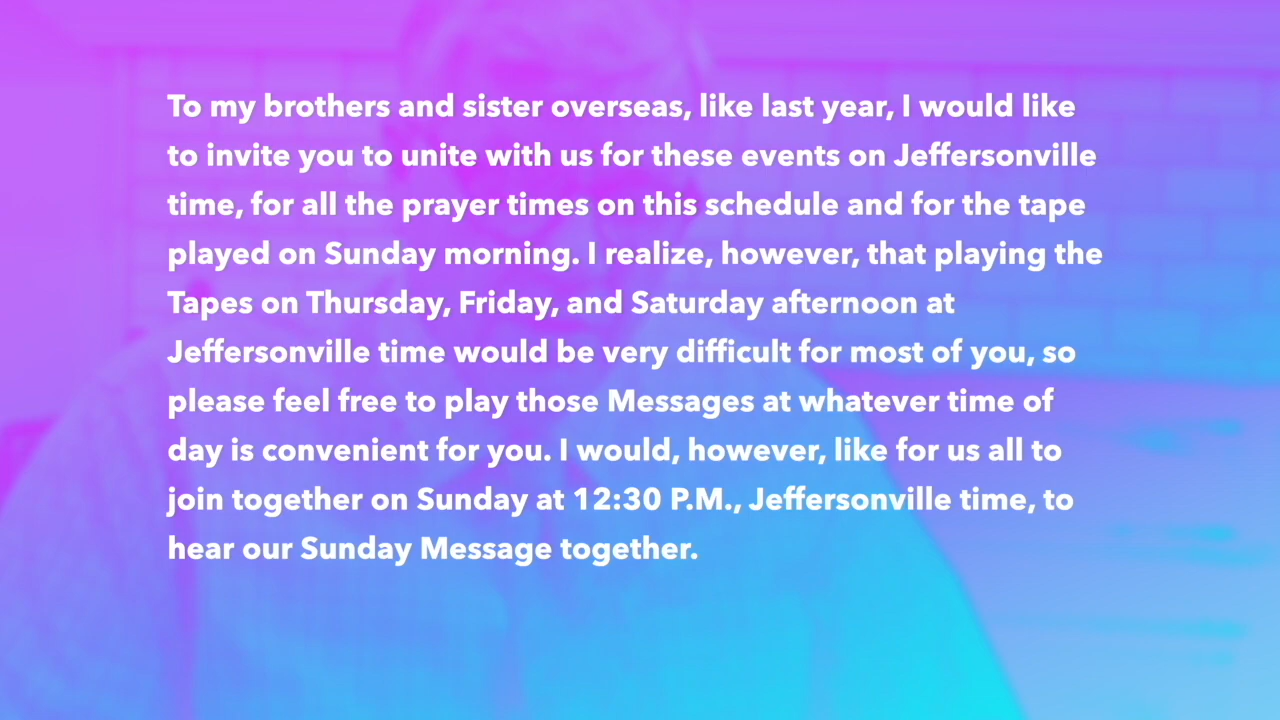 To my brothers and sister overseas, like last year, I would like
to invite you to unite with us for these events on Jeffersonville
time, for all the prayer times on this schedule and for the tape
played on Sunday morning. I realize, however, that playing the
Tapes on Thursday, Friday, and Saturday afternoon at
Jeffersonville time would be very difficult for most of you, so
please feel free to play those Messages at whatever time of
day is convenient for you. I would, however, like for us all to
join together on Sunday at 12:30 P.M., Jeffersonville time, to
hear our Sunday Message together.